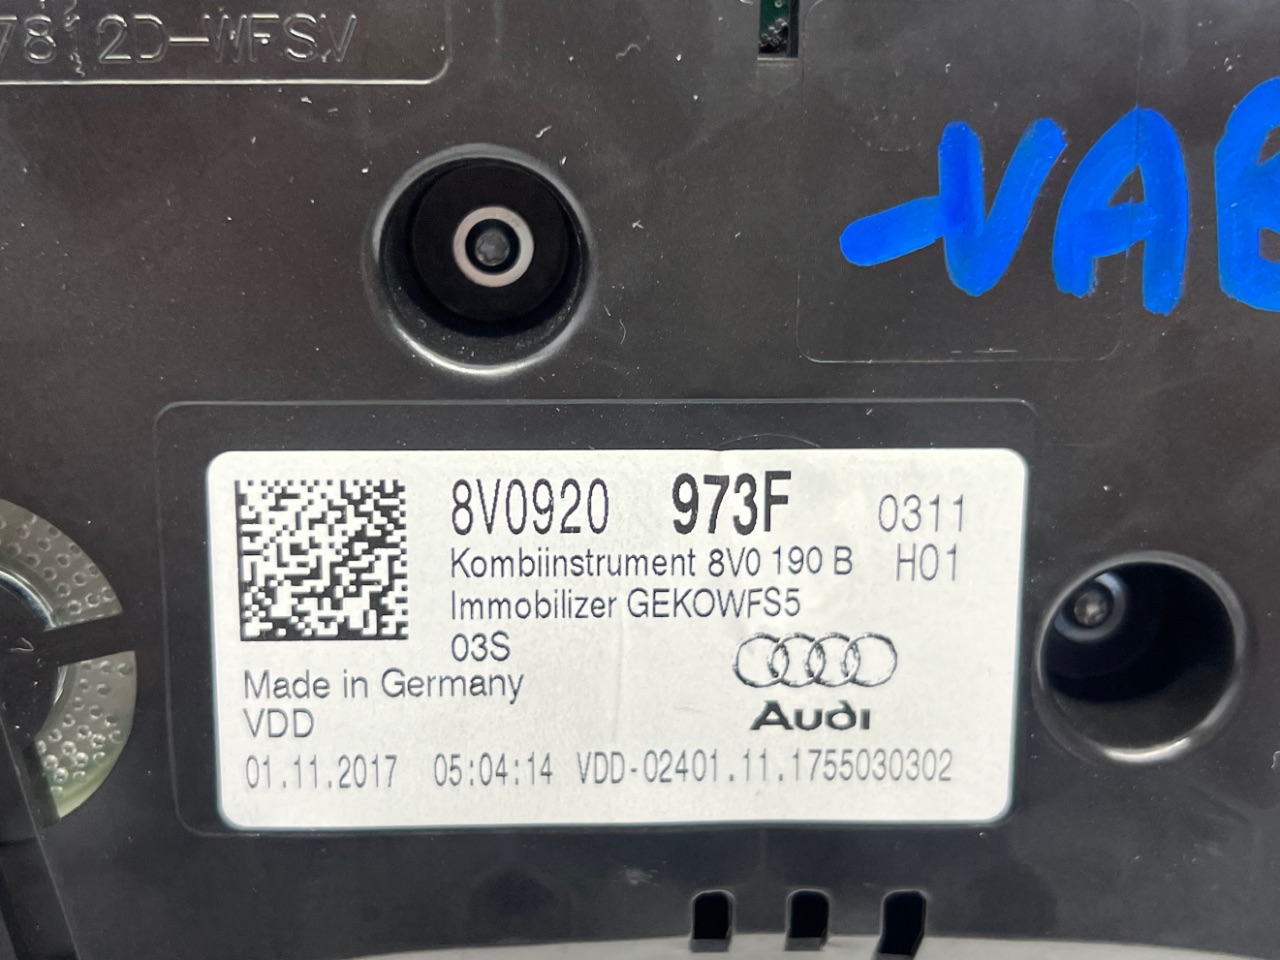 7812D-WFSV
-VAB
8V0920 973F 0311
Kombiinstrument 8V0 190 B H01
Immobilizer GEKOWFS5
03S
Made in Germany
VDD
Audi
01.11.2017 05:04:14 VDD-02401.11.1755030302